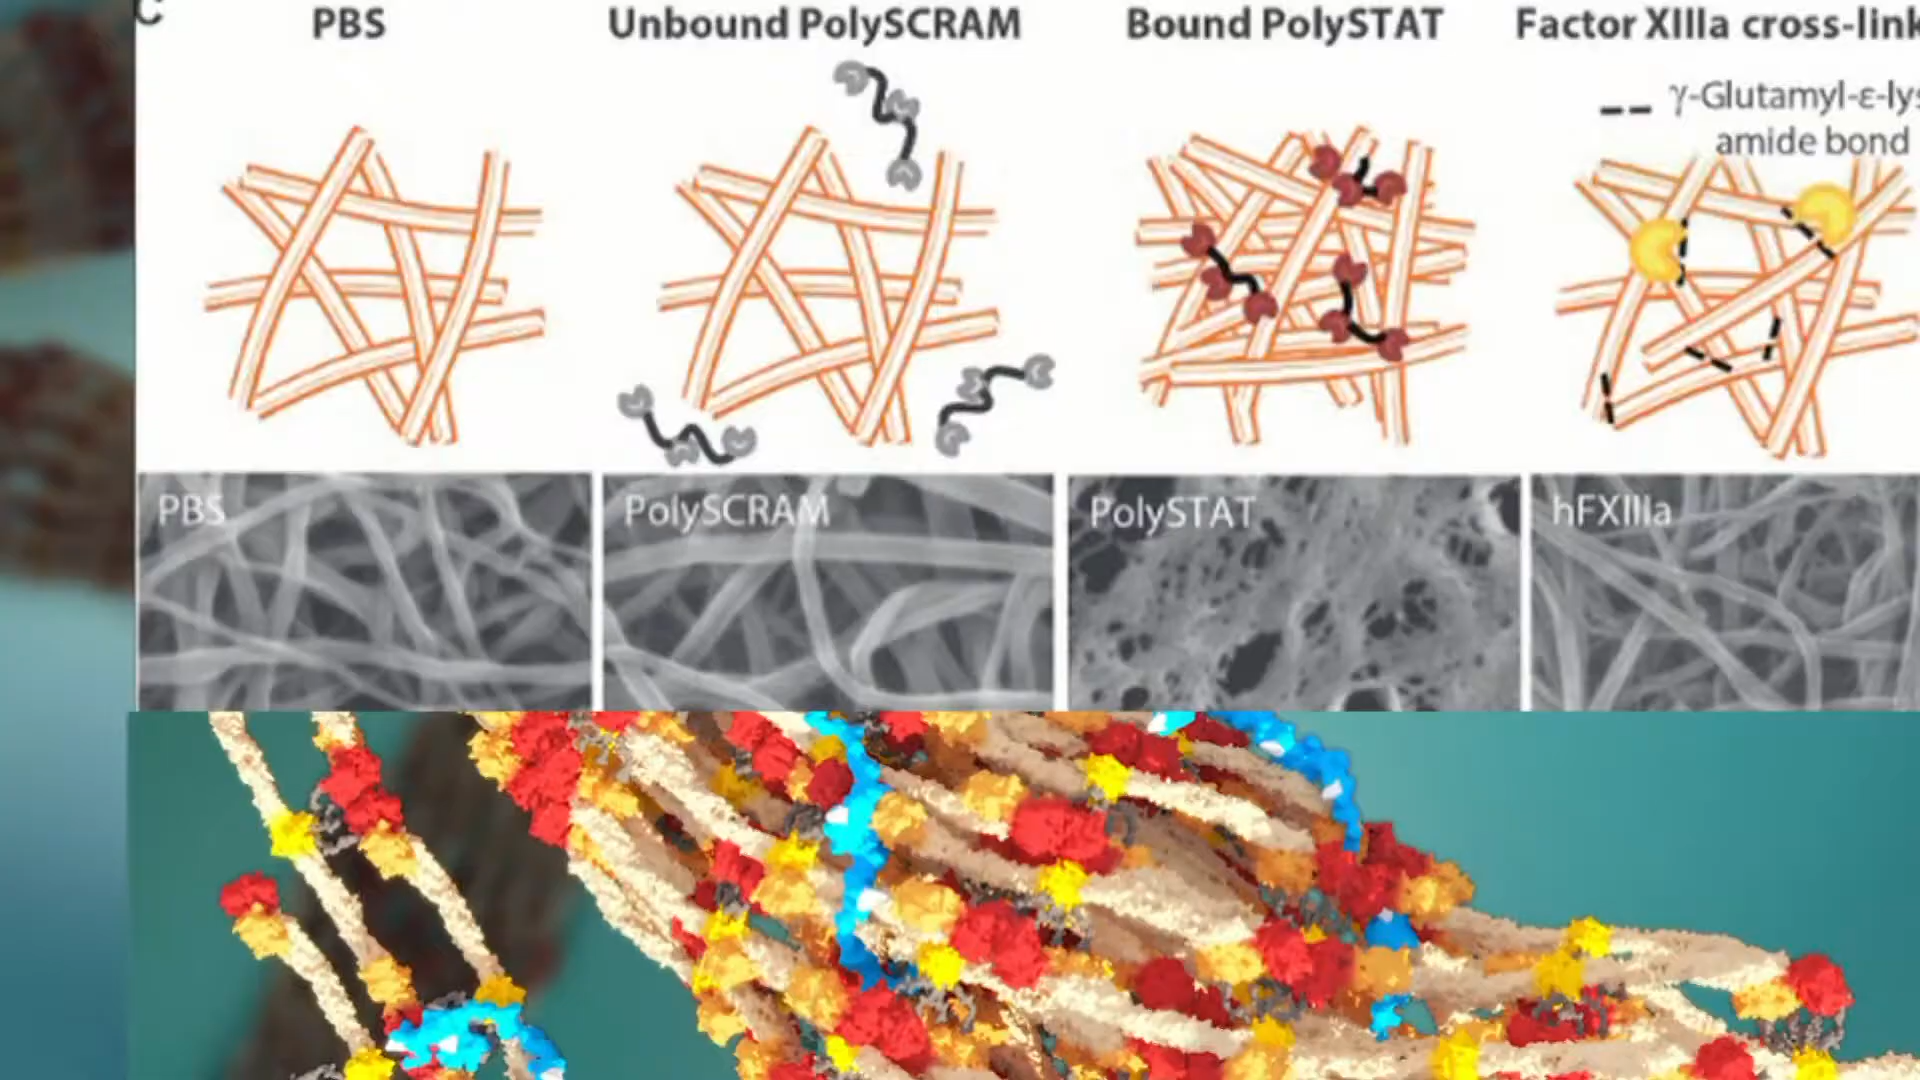 C
PBS
Unbound PolySCRAM
Bound PolySTAT
Factor XIIIa cross-link
γ-Glutamyl-ε-lys
amide bond
PBS
PolySCRAM
PolySTAT
hFXIIIa